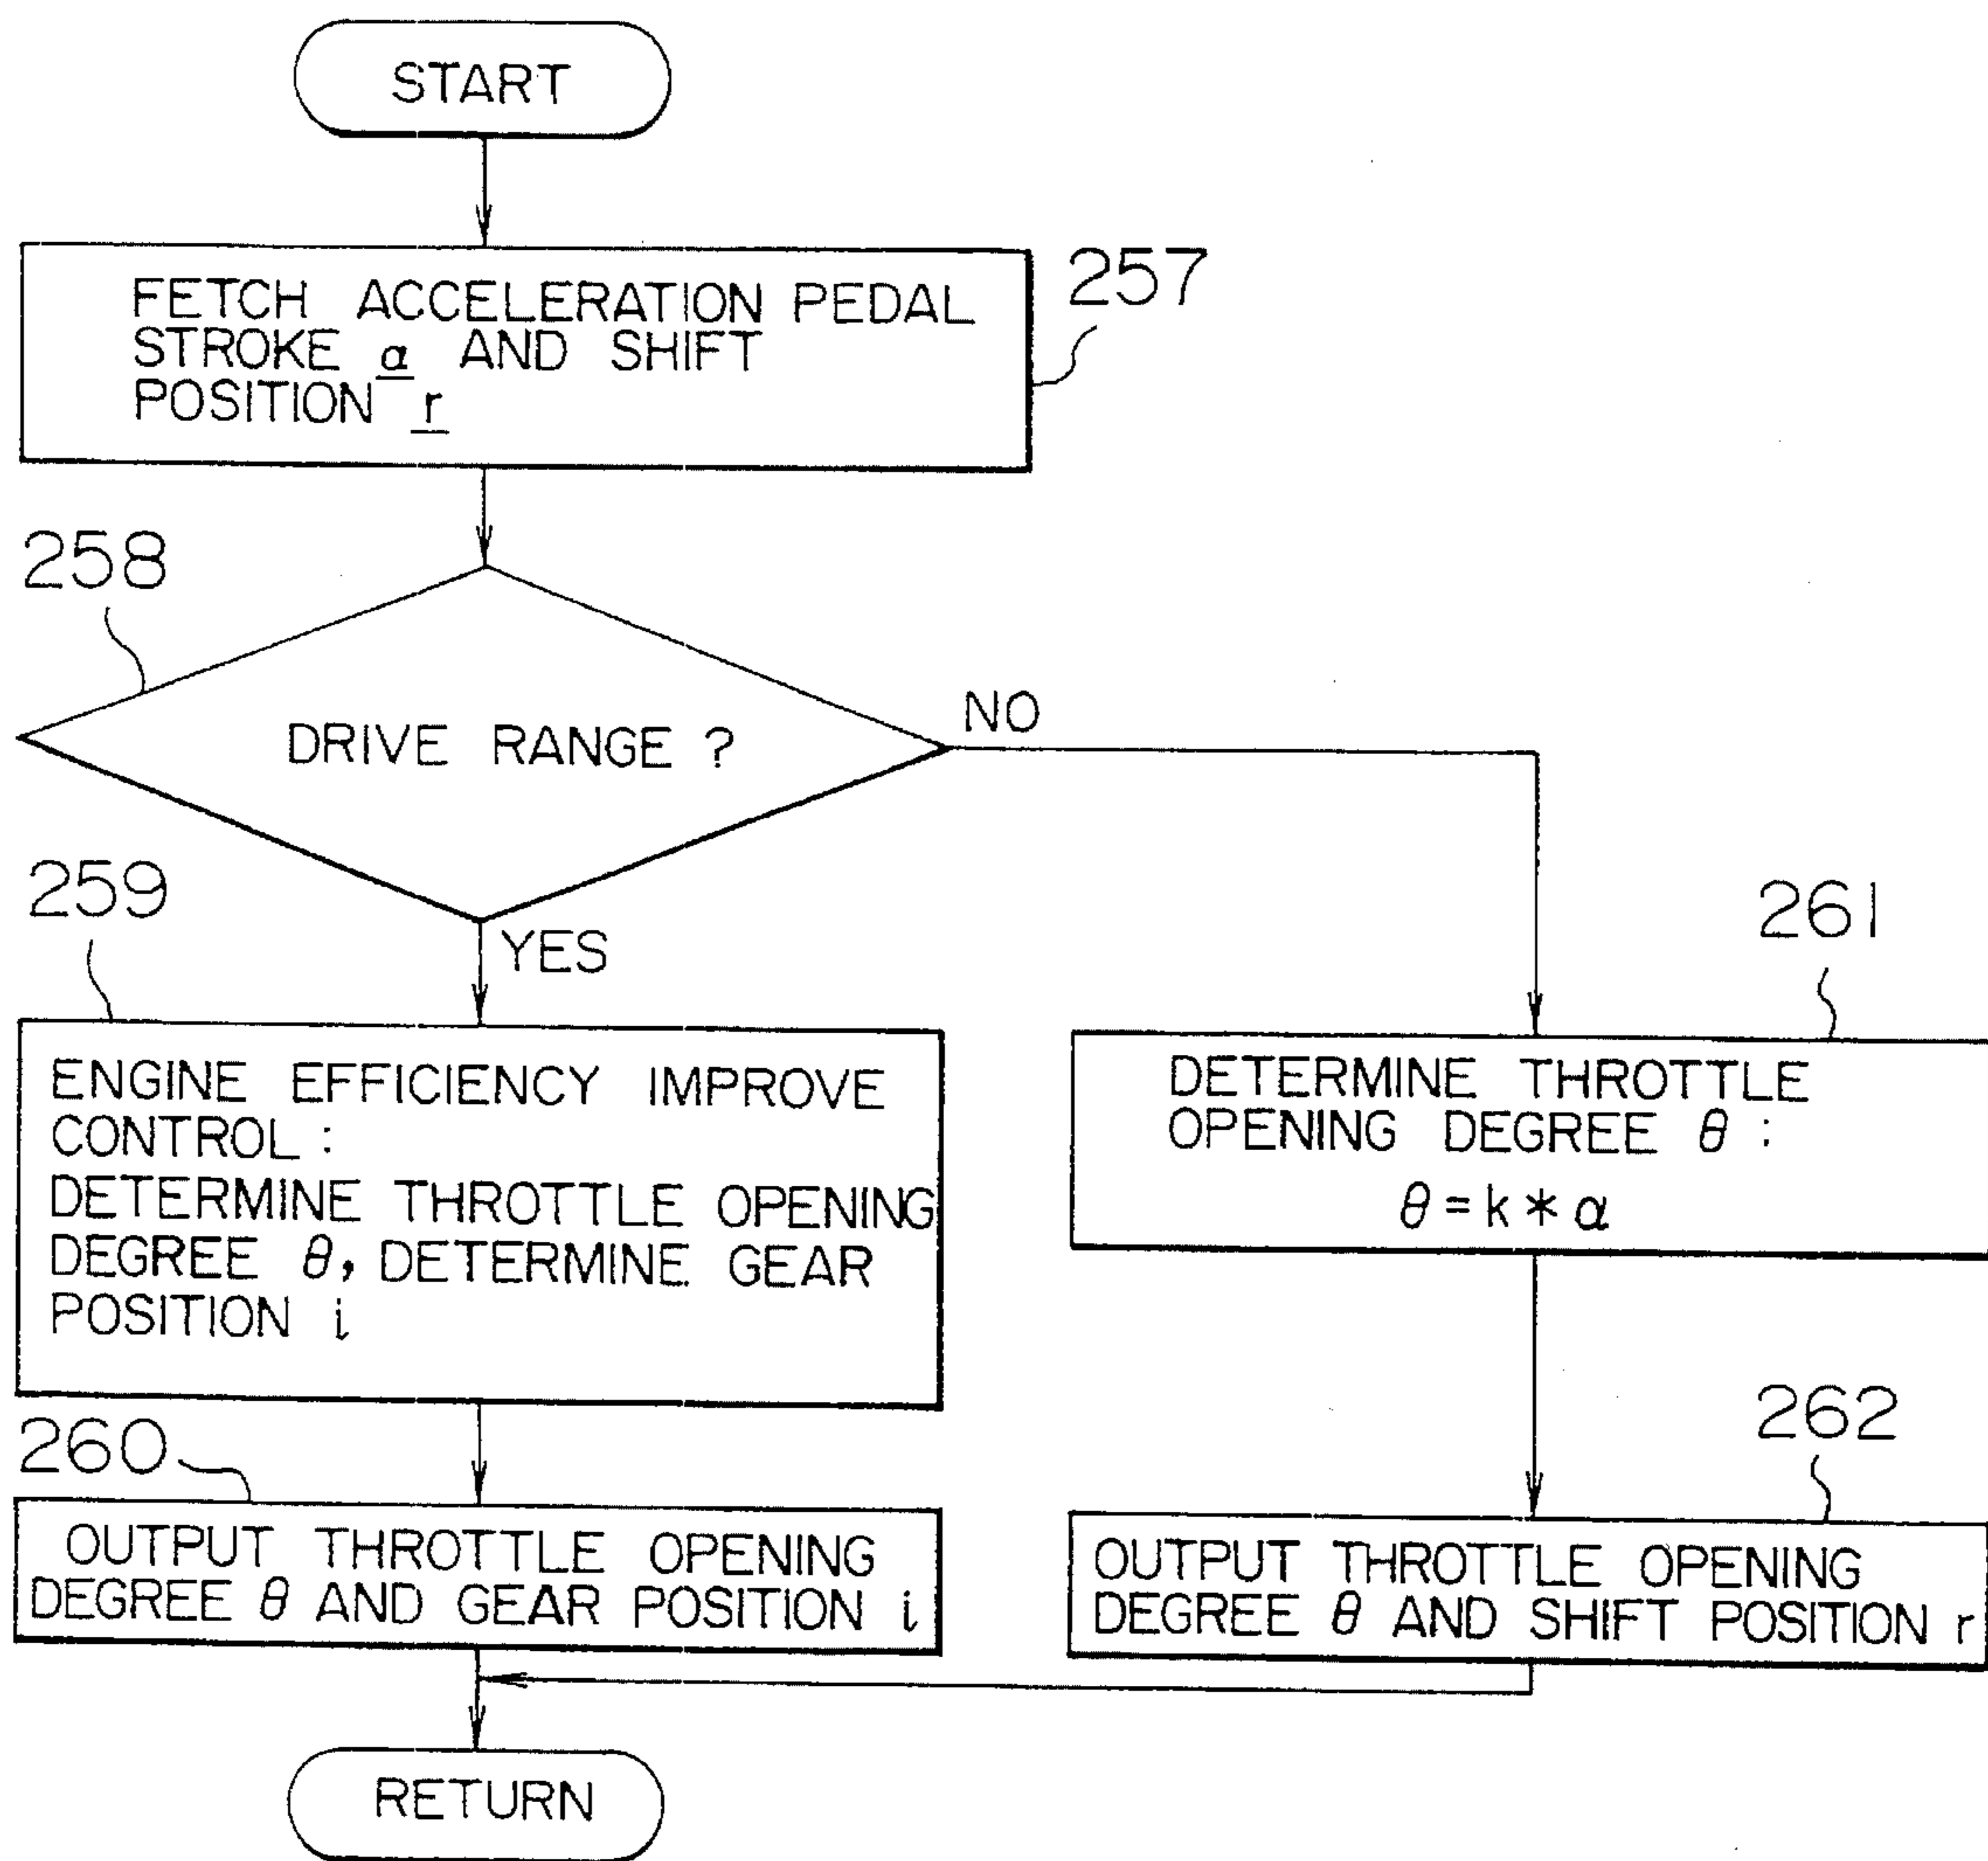 START
FETCH ACCELERATION PEDAL
STROKE α AND SHIFT
POSITION r
257
258
DRIVE RANGE ?
NO
YES
259
ENGINE EFFICIENCY IMPROVE
CONTROL :
DETERMINE THROTTLE OPENING
DEGREE θ, DETERMINE GEAR
POSITION i
261
DETERMINE THROTTLE
OPENING DEGREE θ :
θ = k * α
260
OUTPUT THROTTLE OPENING
DEGREE θ AND GEAR POSITION i
262
OUTPUT THROTTLE OPENING
DEGREE θ AND SHIFT POSITION r
RETURN